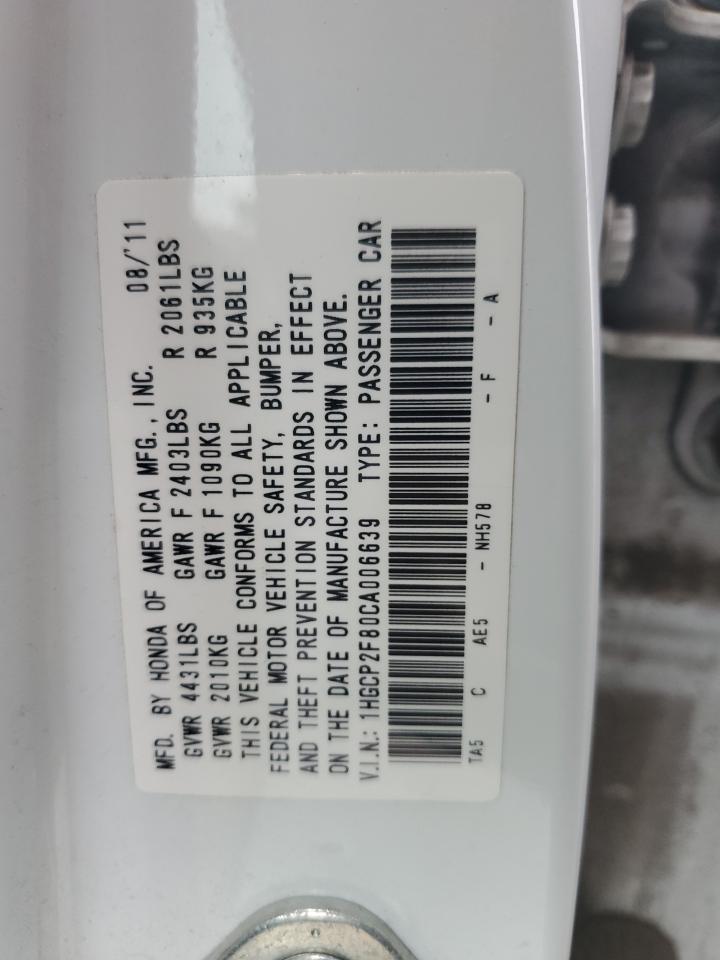 MFD. BY HONDA OF AMERICA MFG., INC. 08/'11
GVWR 4431LBS GAWR F 2403LBS R 2061LBS
GVWR 2010KG GAWR F 1090KG R 935KG
THIS VEHICLE CONFORMS TO ALL APPLICABLE
FEDERAL MOTOR VEHICLE SAFETY, BUMPER,
AND THEFT PREVENTION STANDARDS IN EFFECT
ON THE DATE OF MANUFACTURE SHOWN ABOVE.
V.I.N.: 1HGCP2F80CA006639 TYPE: PASSENGER CAR
TA5 C AE5 - NH578 - F - A